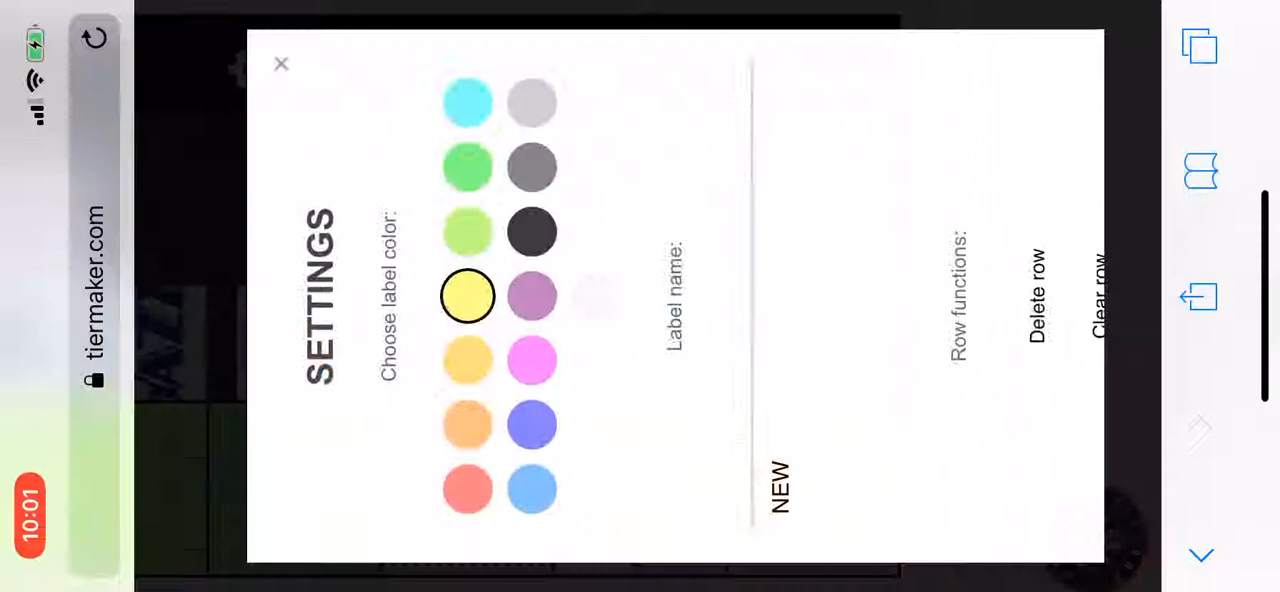 10:01
tiermaker.com
SETTINGS
Choose label color:
Label name:
NEW
Row functions:
Delete row
Clear row